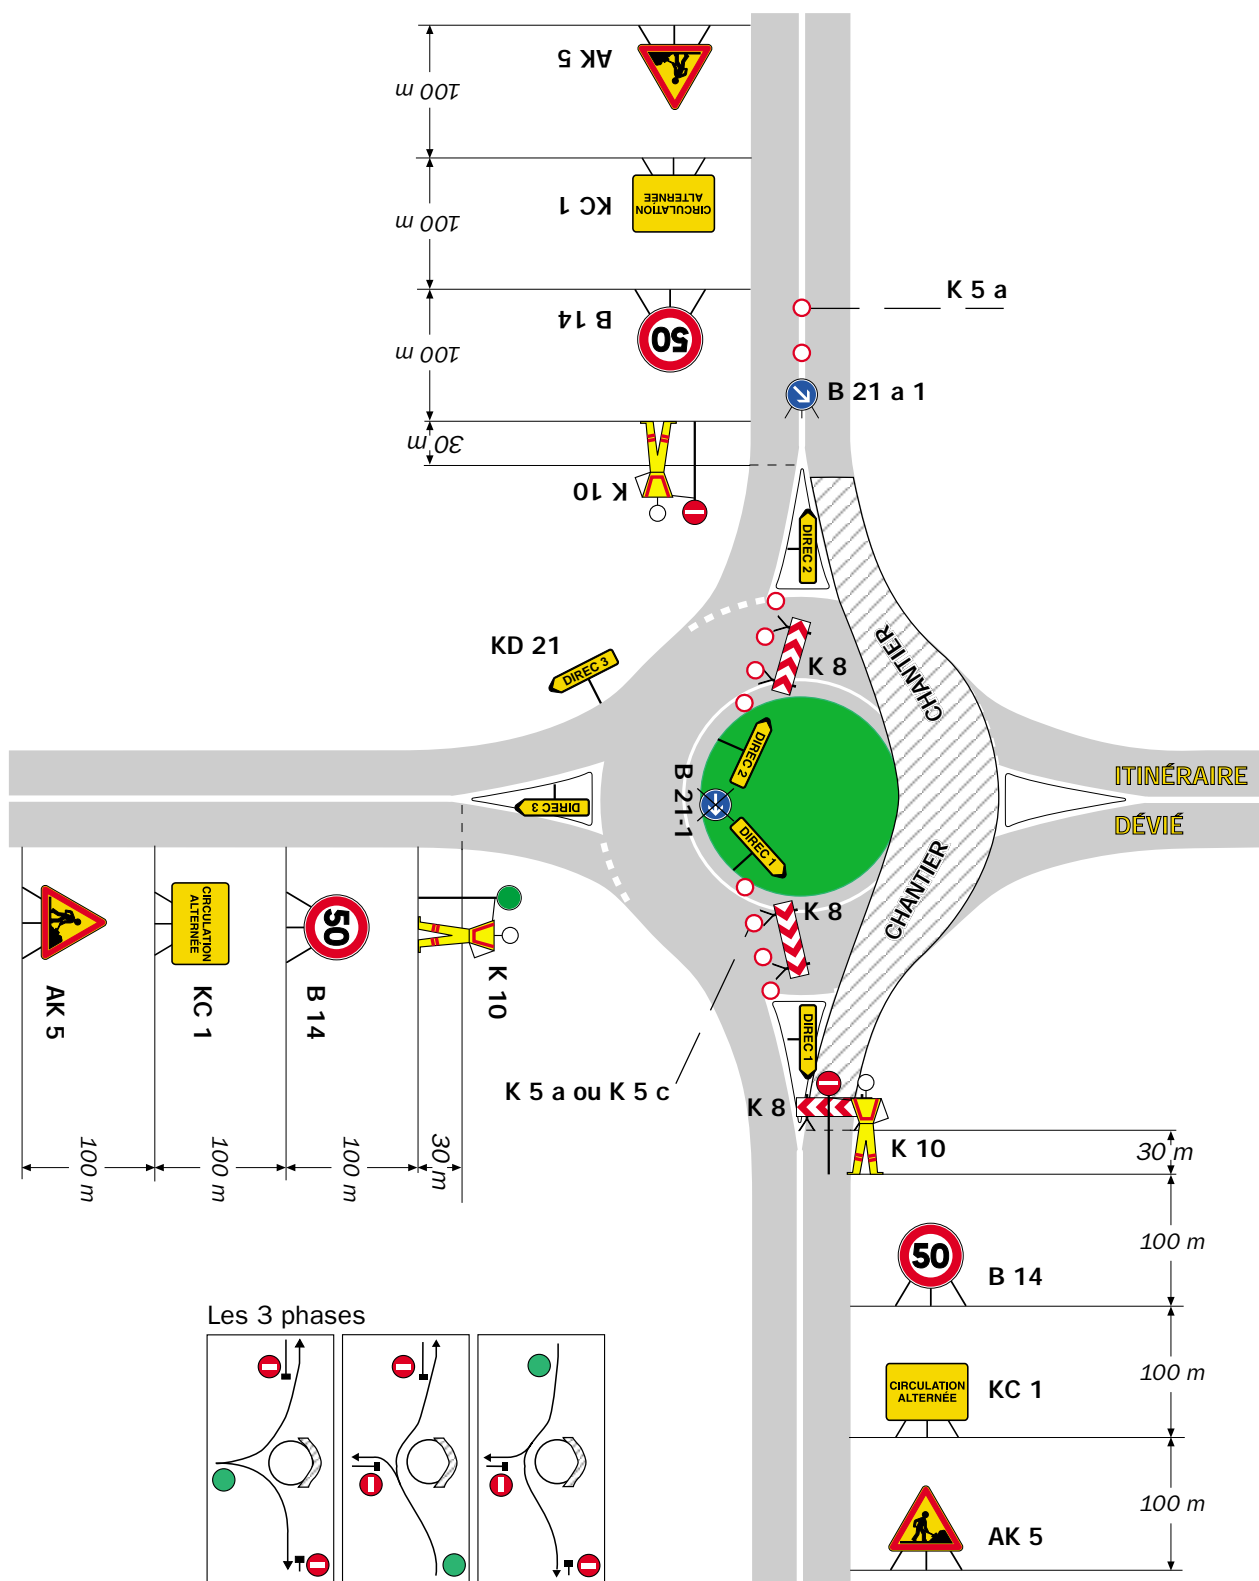 AK 5
100 m
CIRCULATION
ALTERNÉE
KC 1
100 m
K 5 a
50
B 14
100 m
B 21 a 1
30 m
K 10
DIREC 2
KD 21
DIREC 3
K 8
CHANTIER
DIREC 2
B 21-1
ITINÉRAIRE
DÉVIÉ
DIREC 3
DIREC 1
K 8
CHANTIER
AK 5
CIRCULATION
ALTERNÉE
KC 1
50
B 14
K 10
DIREC 1
K 5 a ou K 5 c
K 8
K 10
30 m
100 m
100 m
100 m
30 m
50
B 14
100 m
CIRCULATION
ALTERNÉE
KC 1
100 m
AK 5
100 m
Les 3 phases